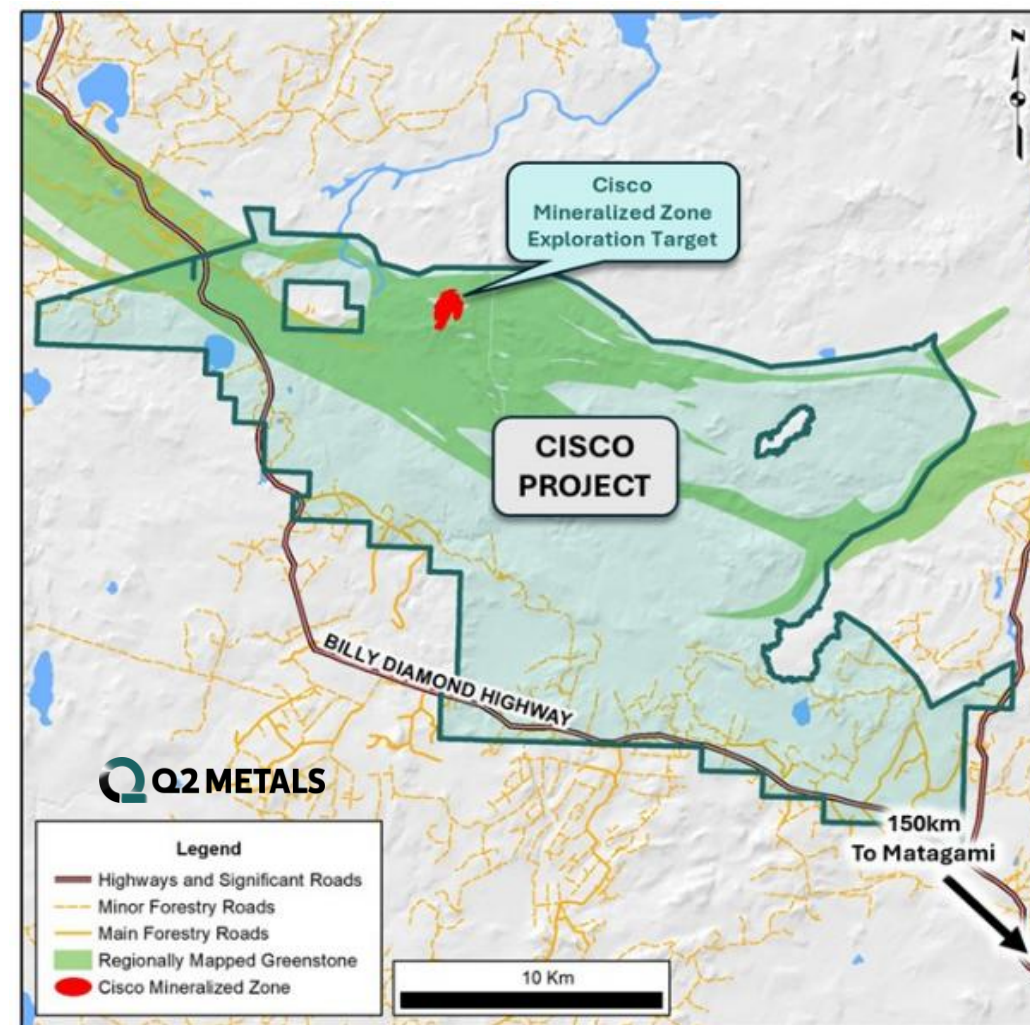 N
Cisco
Mineralized Zone
Exploration Target
CISCO
PROJECT
BILLY DIAMOND HIGHWAY
Q2 METALS
150km
To Matagami
Legend
Highways and Significant Roads
Minor Forestry Roads
Main Forestry Roads
Regionally Mapped Greenstone
Cisco Mineralized Zone
10 Km